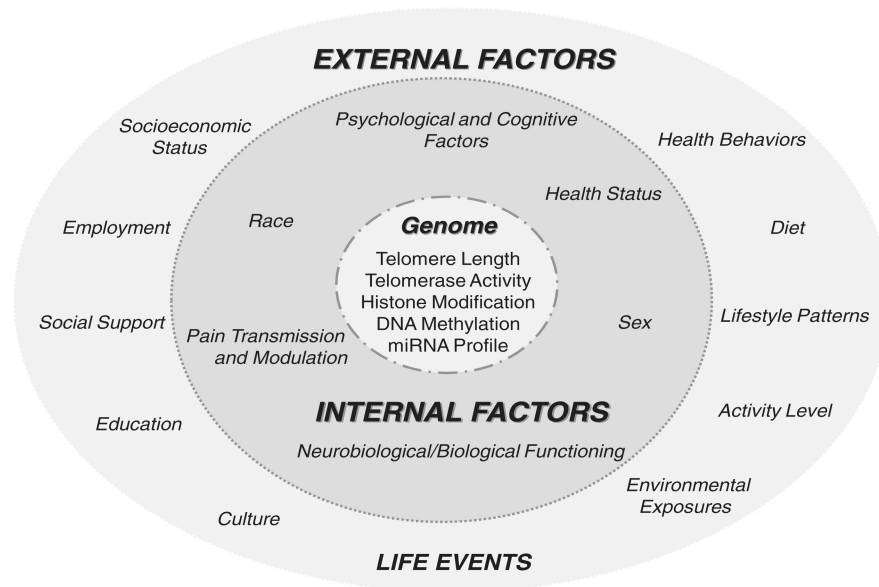 EXTERNAL FACTORS
Psychological and Cognitive
Factors
Socioeconomic
Status
Health Behaviors
Health Status
Race
Employment
Diet
Genome
Telomere Length
Telomerase Activity
Histone Modification
DNA Methylation
miRNA Profile
Social Support
Sex
Lifestyle Patterns
Pain Transmission
and Modulation
INTERNAL FACTORS
Activity Level
Education
Neurobiological/Biological Functioning
Environmental
Exposures
Culture
LIFE EVENTS